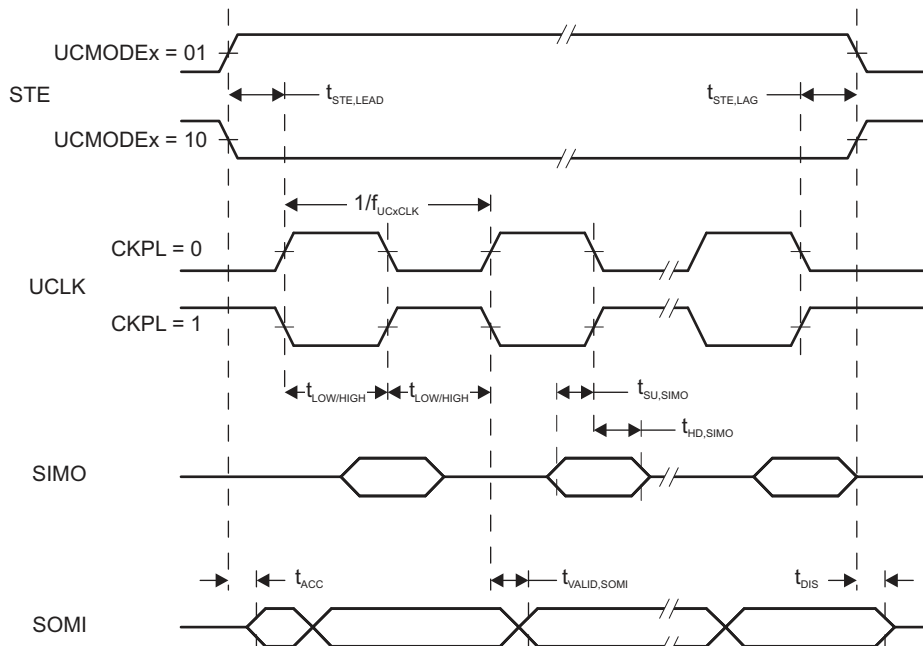 UCMODEx = 01
STE
tSTE,LEAD
tSTE,LAG
UCMODEx = 10
1/fUCxCLK
CKPL = 0
UCLK
CKPL = 1
tLOW/HIGH
tLOW/HIGH
tSU,SIMO
tHD,SIMO
SIMO
tACC
tVALID,SOMI
tDIS
SOMI